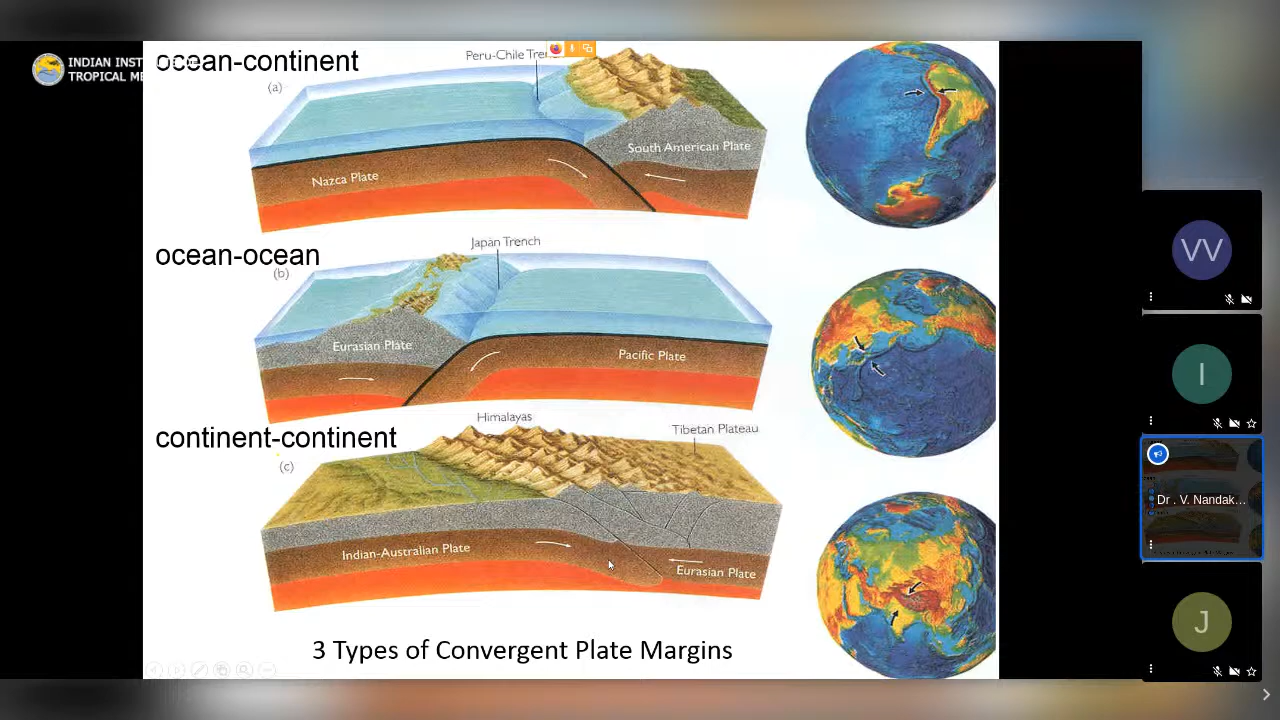 INDIAN INST
TROPICAL ME
ocean-continent
Peru-Chile Tren
(a)
South American Plate
Nazca Plate
ocean-ocean
Japan Trench
(b)
Eurasian Plate
Pacific Plate
continent-continent
Himalayas
Tibetan Plateau
(c)
Indian-Australian Plate
Eurasian Plate
3 Types of Convergent Plate Margins
VV
I
Dr . V. Nandak...
J